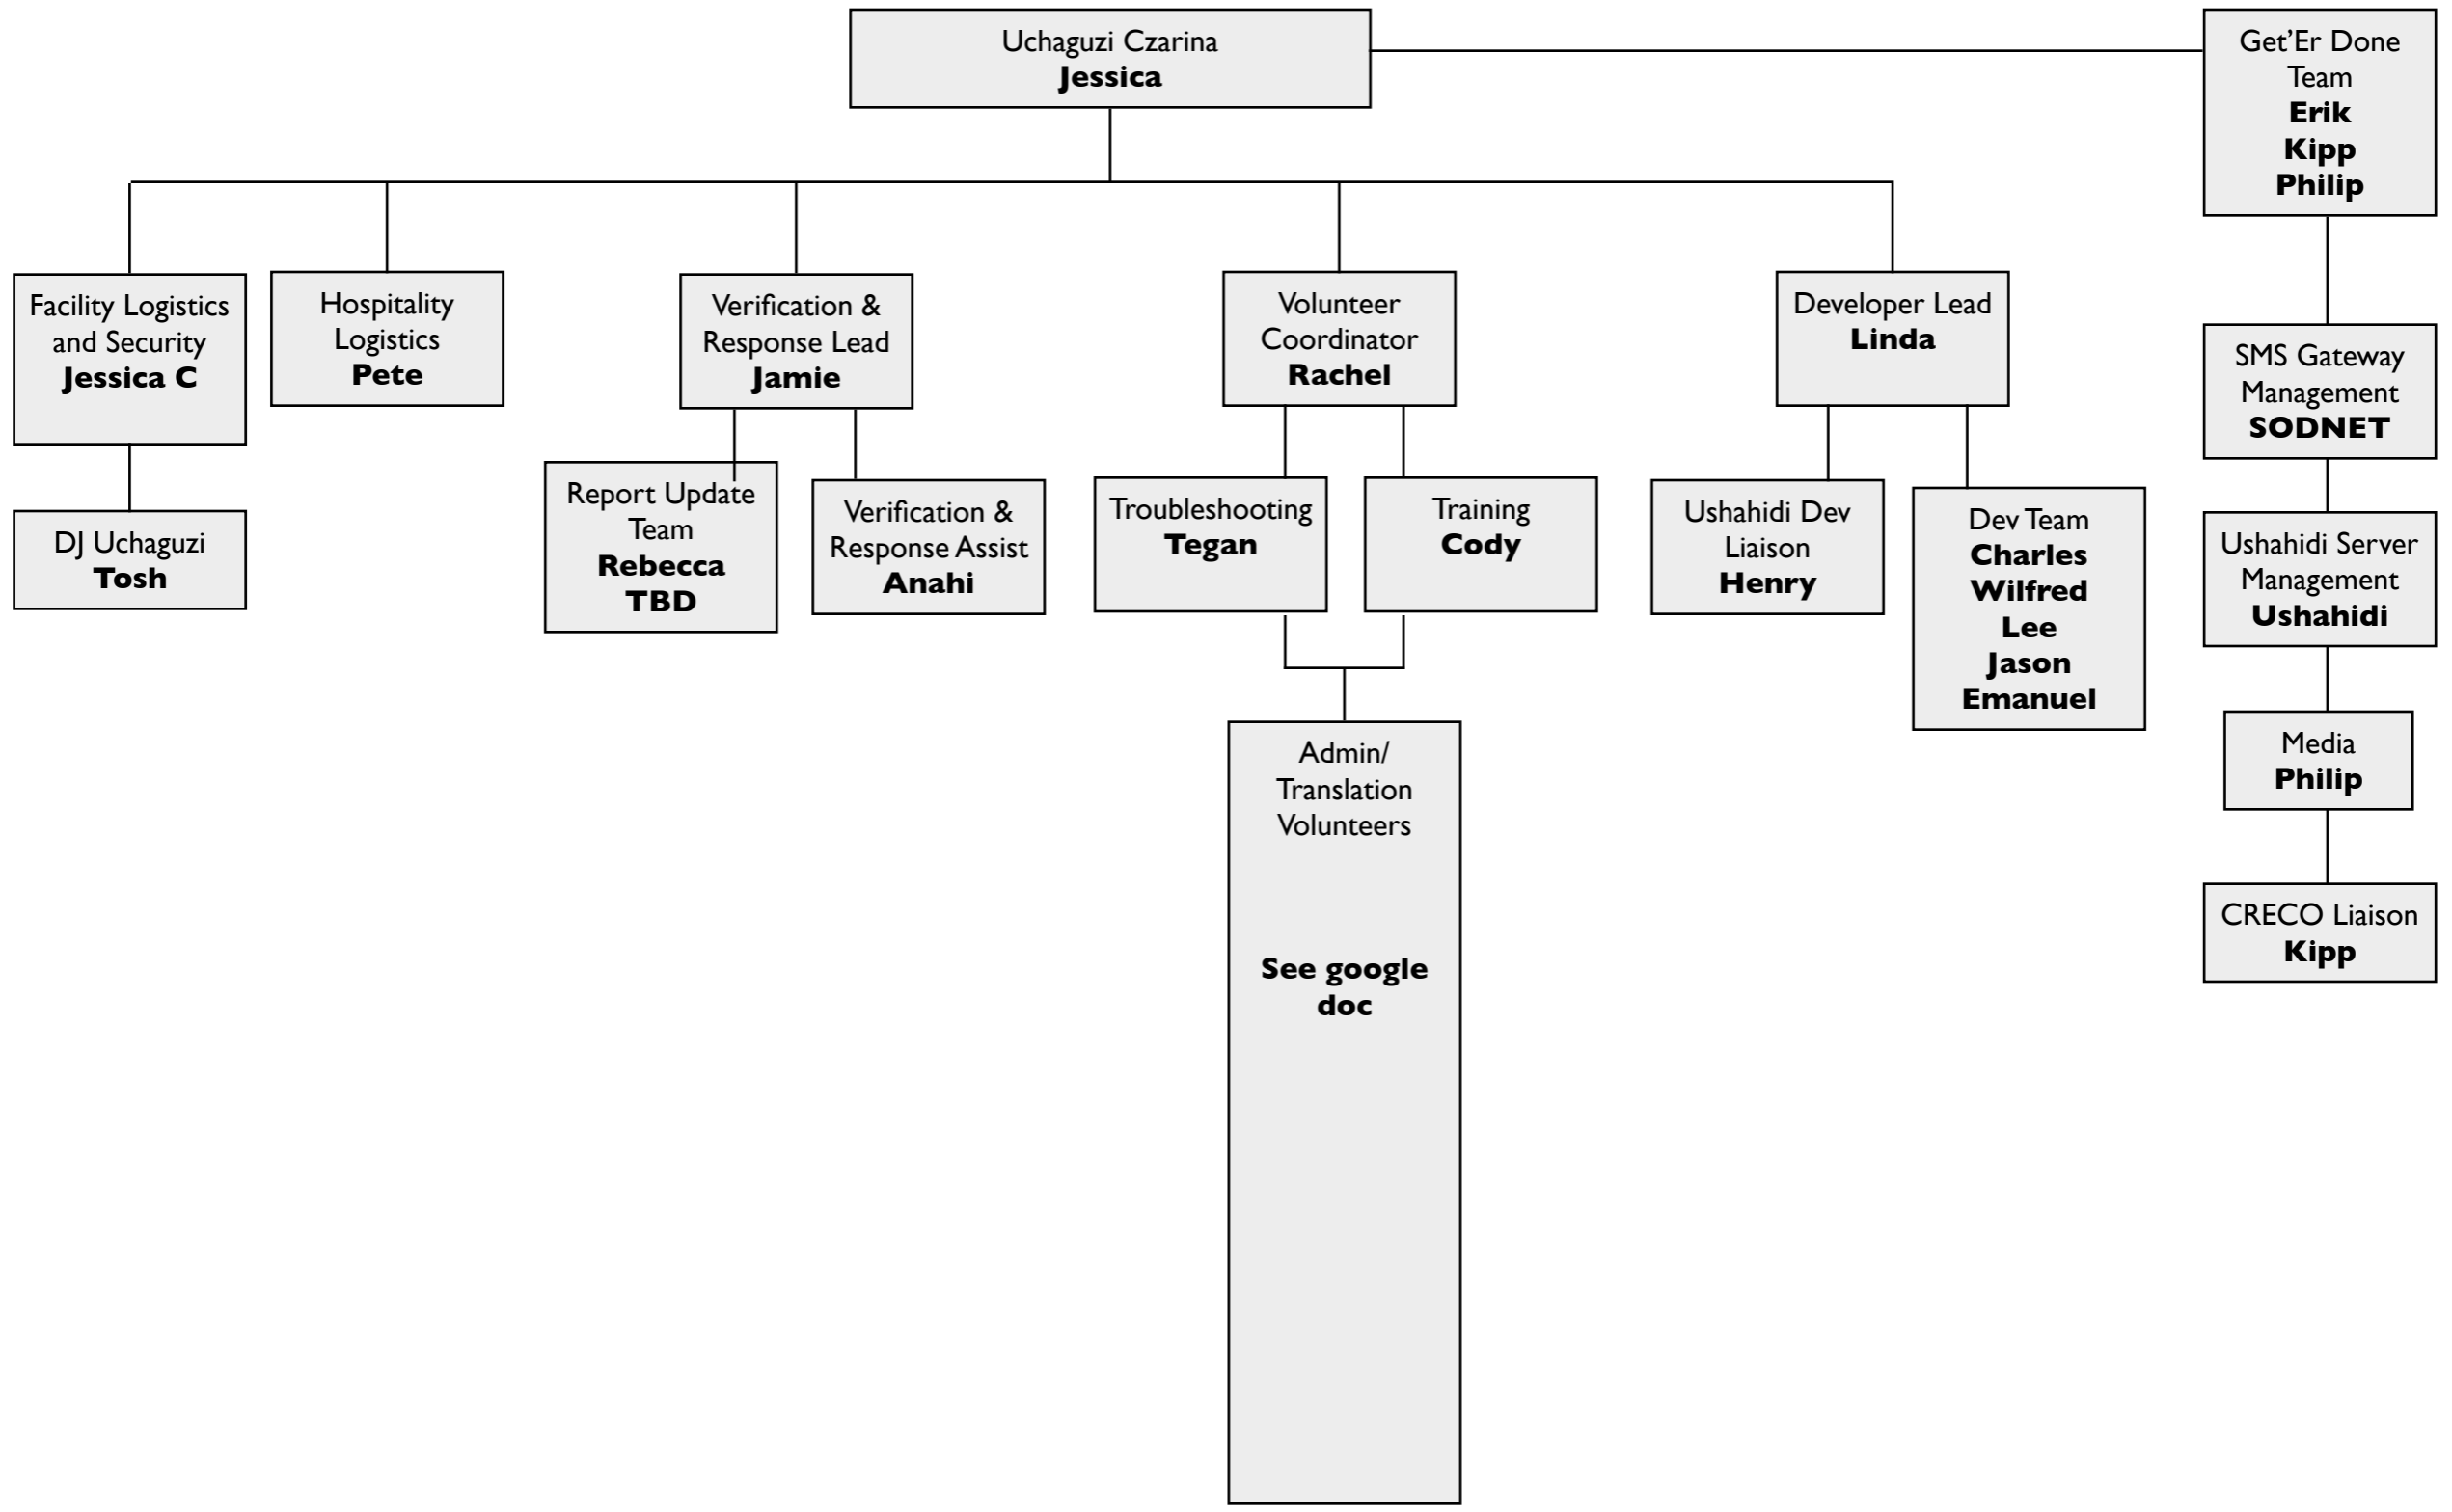 Uchaguzi Czarina
Jessica
Get’Er Done
Team
Erik
Kipp
Philip
Facility Logistics
and Security
Jessica C
Hospitality
Logistics
Pete
Verification &
Response Lead
Jamie
Volunteer
Coordinator
Rachel
Developer Lead
Linda
SMS Gateway
Management
SODNET
DJ Uchaguzi
Tosh
Report Update
Team
Rebecca
TBD
Verification &
Response Assist
Anahi
Troubleshooting
Tegan
Training
Cody
Ushahidi Dev
Liaison
Henry
Dev Team
Charles
Wilfred
Lee
Jason
Emanuel
Ushahidi Server
Management
Ushahidi
Admin/
Translation
Volunteers
See google
doc
Media
Philip
CRECO Liaison
Kipp